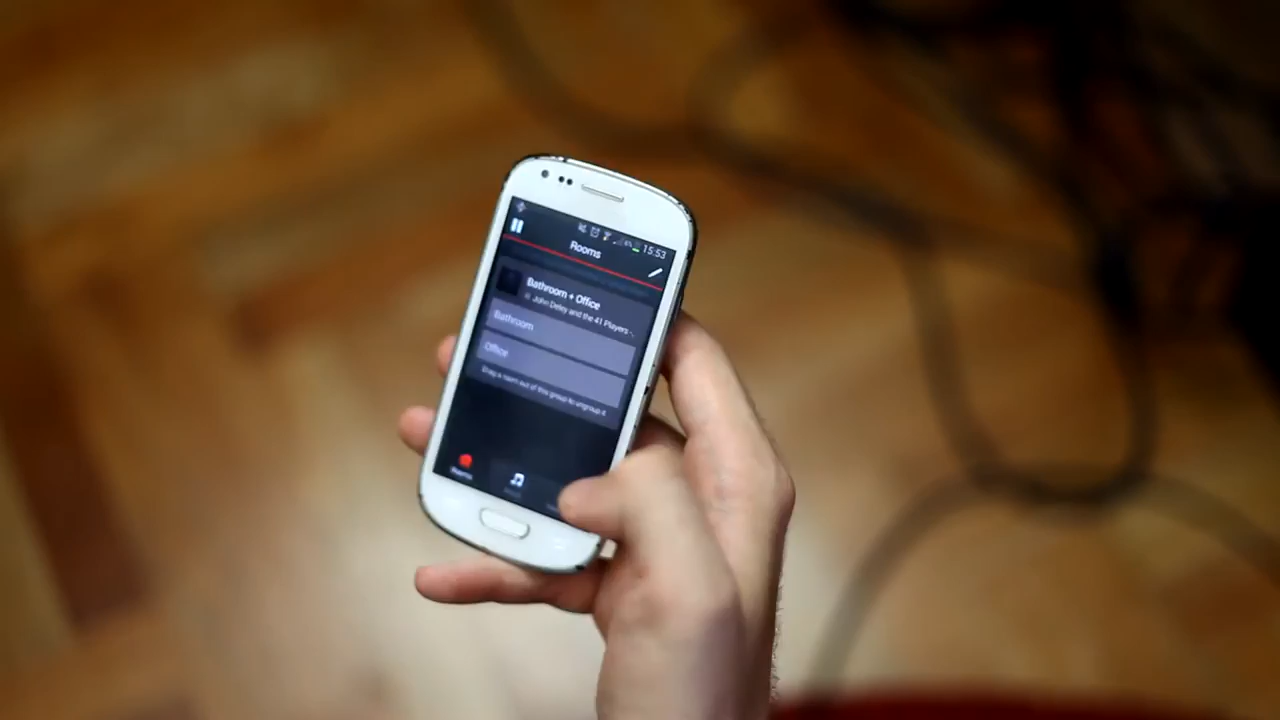 6% 15:53
Rooms
Bathroom + Office
John Deley and the 41 Players -
Bathroom
Office
Drag a room out of this group to ungroup it
Rooms